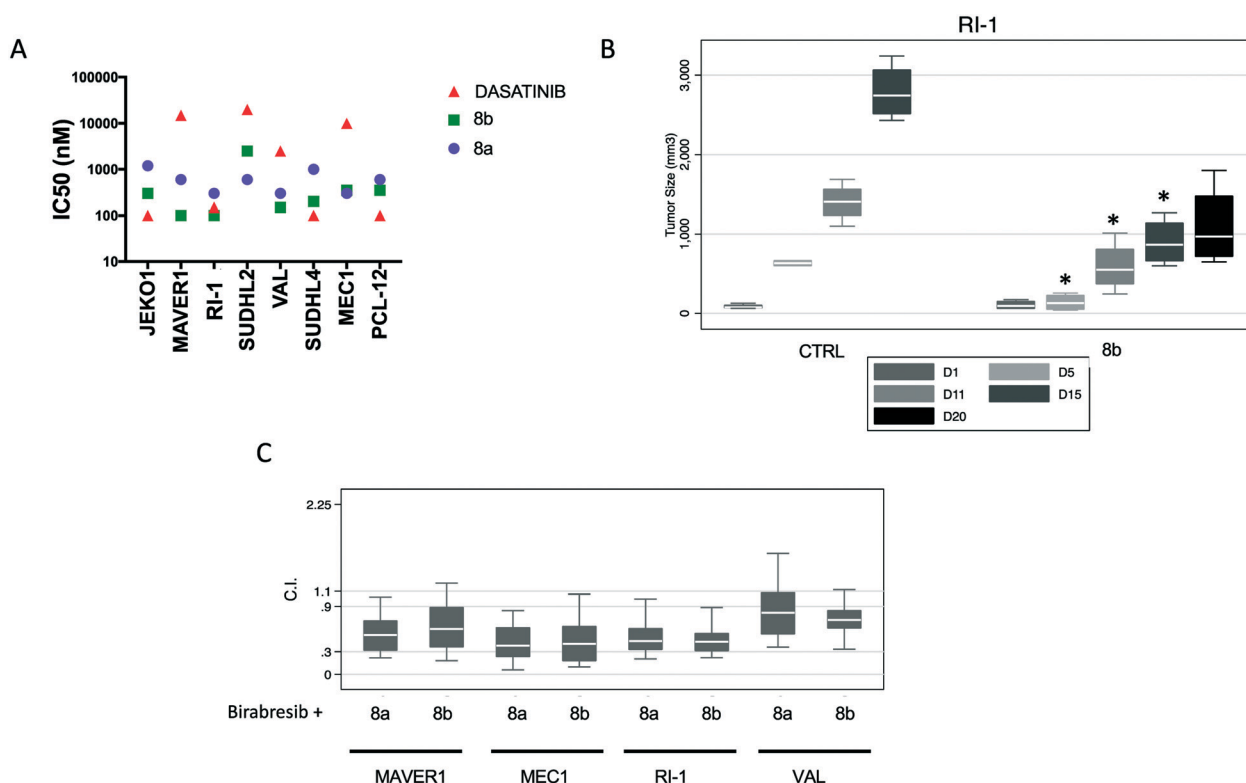 A
100000
10000
1000
100
10
IC50 (nM)
JEKO1
MAVER1
RI-1
SUDHL2
VAL
SUDHL4
MEC1
PCL-12
DASATINIB
8b
8a
B
RI-1
3,000
2,000
1,000
0
Tumor Size (mm3)
*
*
*
CTRL
8b
D1
D5
D11
D15
D20
C
2.25
1.1
.9
.3
0
C.I.
Birabresib +
8a
8b
8a
8b
8a
8b
8a
8b
MAVER1
MEC1
RI-1
VAL